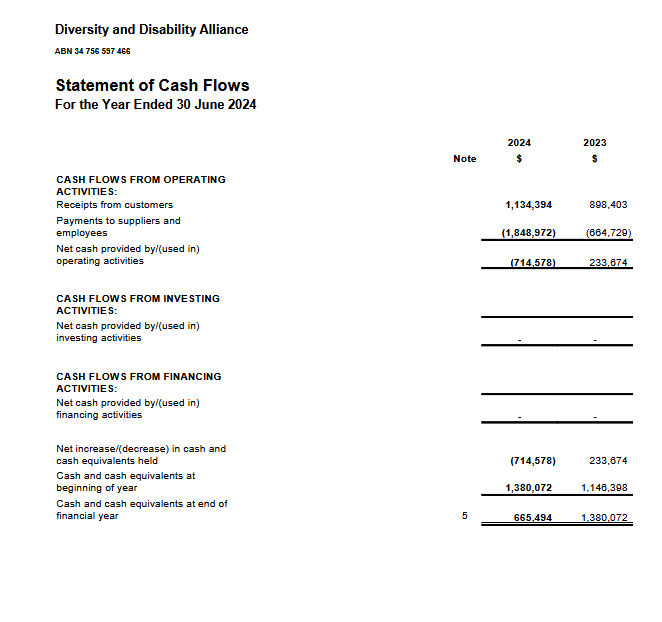 Diversity and Disability Alliance
ABN 34 756 597 466
Statement of Cash Flows
For the Year Ended 30 June 2024
2024 2023
Note $ $
CASH FLOWS FROM OPERATING
ACTIVITIES:
Receipts from customers 1,134,394 898,403
Payments to suppliers and
employees (1,848,972) (664,729)
Net cash provided by/(used in)
operating activities (714,578) 233,674
CASH FLOWS FROM INVESTING
ACTIVITIES:
Net cash provided by/(used in)
investing activities - -
CASH FLOWS FROM FINANCING
ACTIVITIES:
Net cash provided by/(used in)
financing activities - -
Net increase/(decrease) in cash and
cash equivalents held (714,578) 233,674
Cash and cash equivalents at
beginning of year 1,380,072 1,146,398
Cash and cash equivalents at end of
financial year 5 665,494 1,380,072